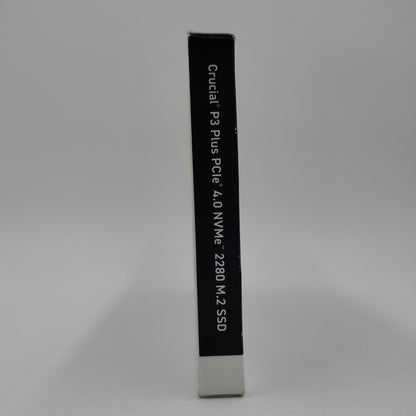 Crucial® P3 Plus PCIe® 4.0 NVMe™ 2280 M.2 SSD